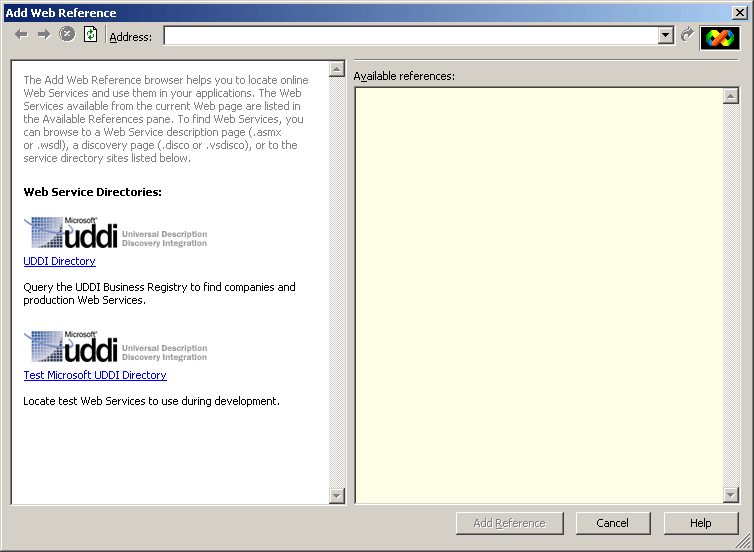 Add Web Reference
Address:
The Add Web Reference browser helps you to locate online
Web Services and use them in your applications. The Web
Services available from the current Web page are listed in
the Available References pane. To find Web Services, you
can browse to a Web Service description page (.asmx
or .wsdl), a discovery page (.disco or .vsdisco), or to the
service directory sites listed below.
Web Service Directories:
Microsoft®
uddi Universal Description
Discovery Integration
UDDI Directory
Query the UDDI Business Registry to find companies and
production Web Services.
Microsoft®
uddi Universal Description
Discovery Integration
Test Microsoft UDDI Directory
Locate test Web Services to use during development.
Available references:
Add Reference
Cancel
Help